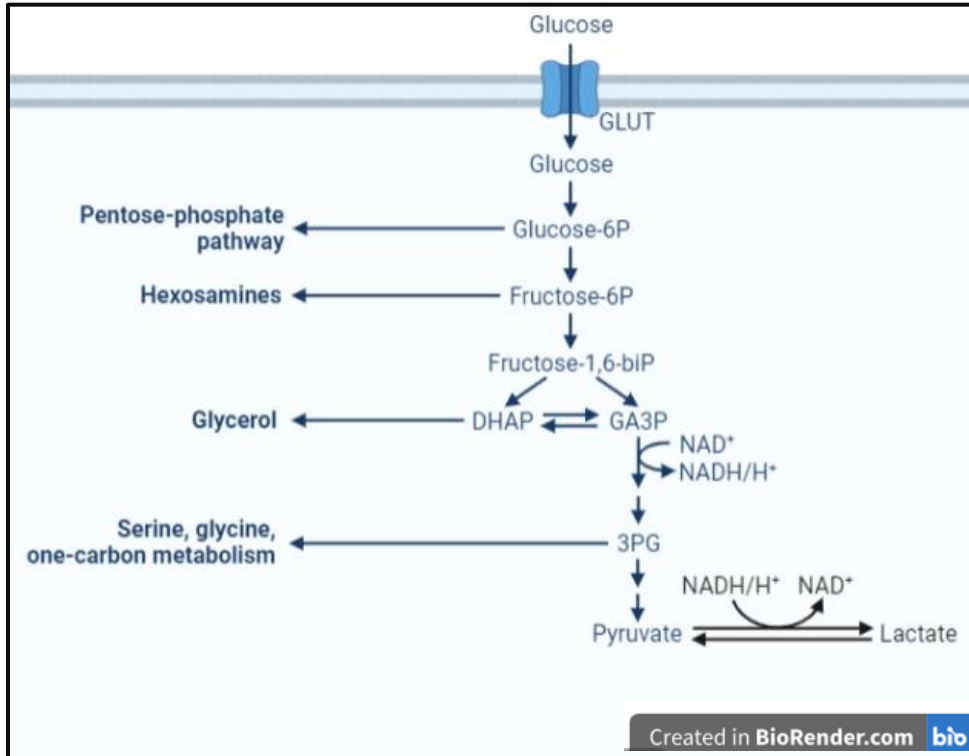 Glucose
GLUT
Glucose
Pentose-phosphate
pathway
Glucose-6P
Hexosamines
Fructose-6P
Fructose-1,6-biP
Glycerol
DHAP
GA3P
NAD⁺
NADH/H⁺
Serine, glycine,
one-carbon metabolism
3PG
NADH/H⁺ NAD⁺
Pyruvate
Lactate
Created in BioRender.com bio